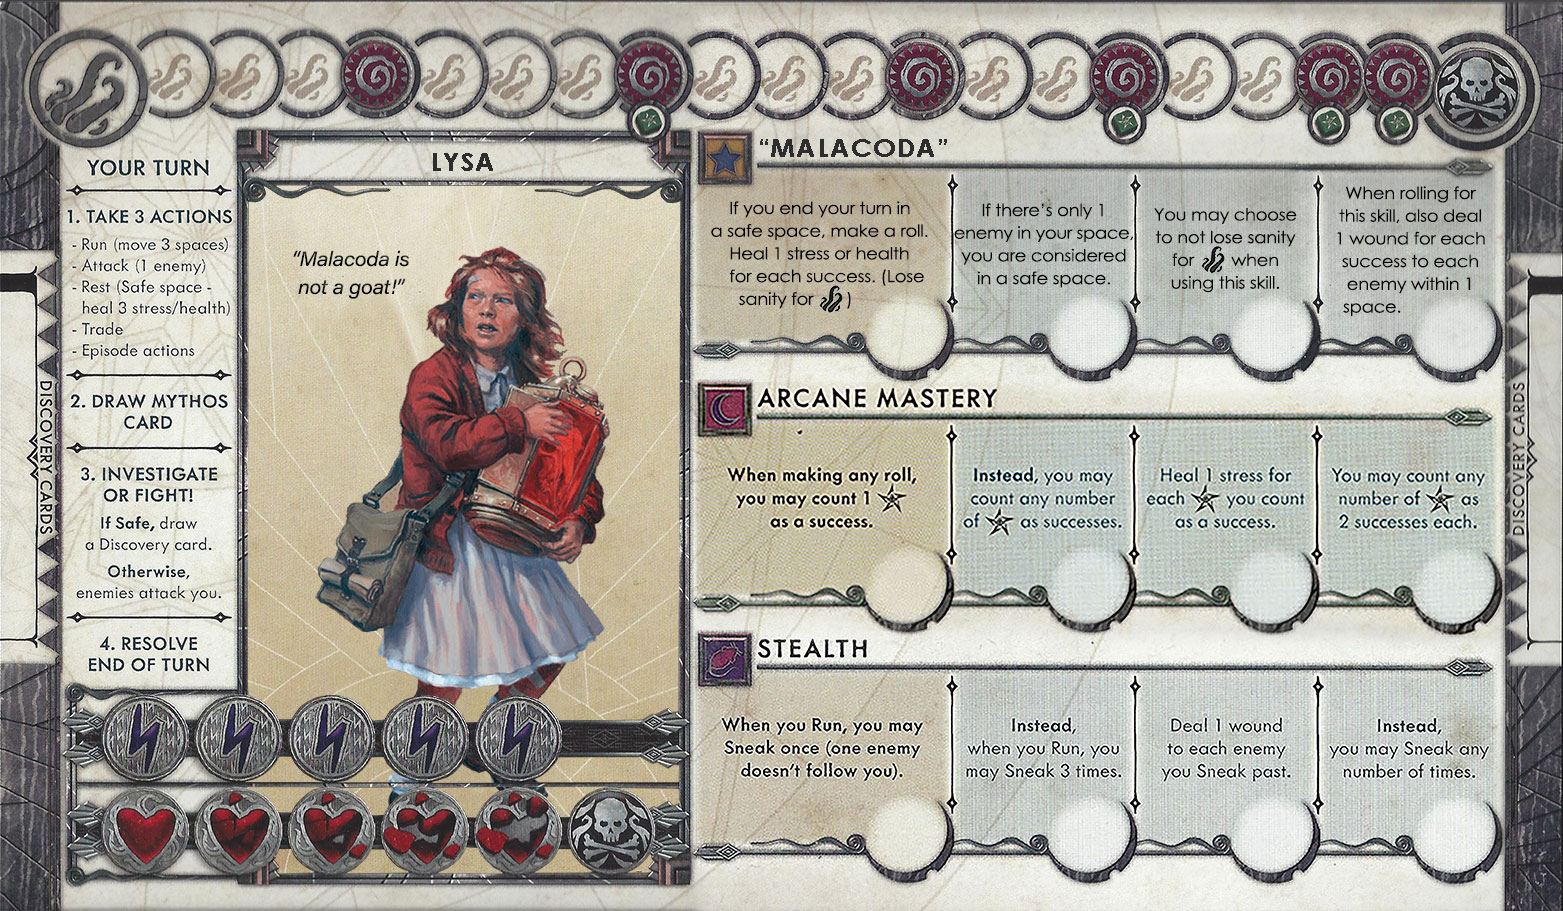 YOUR TURN
1. TAKE 3 ACTIONS
- Run (move 3 spaces)
- Attack (1 enemy)
- Rest (Safe space -
heal 3 stress/health)
- Trade
- Episode actions
2. DRAW MYTHOS
CARD
3. INVESTIGATE
OR FIGHT!
If Safe, draw
a Discovery card.
Otherwise,
enemies attack you.
4. RESOLVE
END OF TURN
DISCOVERY CARDS
LYSA
"Malacoda is
not a goat!"
"MALACODA"
If you end your turn in
a safe space, make a roll.
Heal 1 stress or health
for each success. (Lose
sanity for )
If there's only 1
enemy in your space,
you are considered
in a safe space.
You may choose
to not lose sanity
for when
using this skill.
When rolling for
this skill, also deal
1 wound for each
success to each
enemy within 1
space.
ARCANE MASTERY
When making any roll,
you may count 1
as a success.
Instead, you may
count any number
of as successes.
Heal 1 stress for
each you count
as a success.
You may count any
number of as
2 successes each.
STEALTH
When you Run, you may
Sneak once (one enemy
doesn't follow you).
Instead,
when you Run, you
may Sneak 3 times.
Deal 1 wound
to each enemy
you Sneak past.
Instead,
you may Sneak any
number of times.
DISCOVERY CARDS